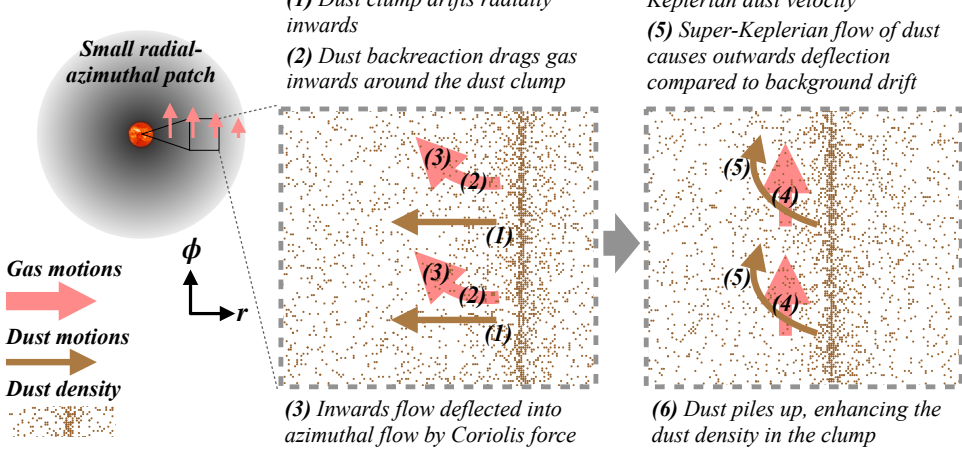 (1) Dust clump drifts radially
inwards
(2) Dust backreaction drags gas
inwards around the dust clump
Keplerian dust velocity
(5) Super-Keplerian flow of dust
causes outwards deflection
compared to background drift
Small radial-
azimuthal patch
ϕ
r
Gas motions
Dust motions
Dust density
(3)
(2)
(1)
(3)
(2)
(1)
(5)
(4)
(5)
(4)
(3) Inwards flow deflected into
azimuthal flow by Coriolis force
(6) Dust piles up, enhancing the
dust density in the clump